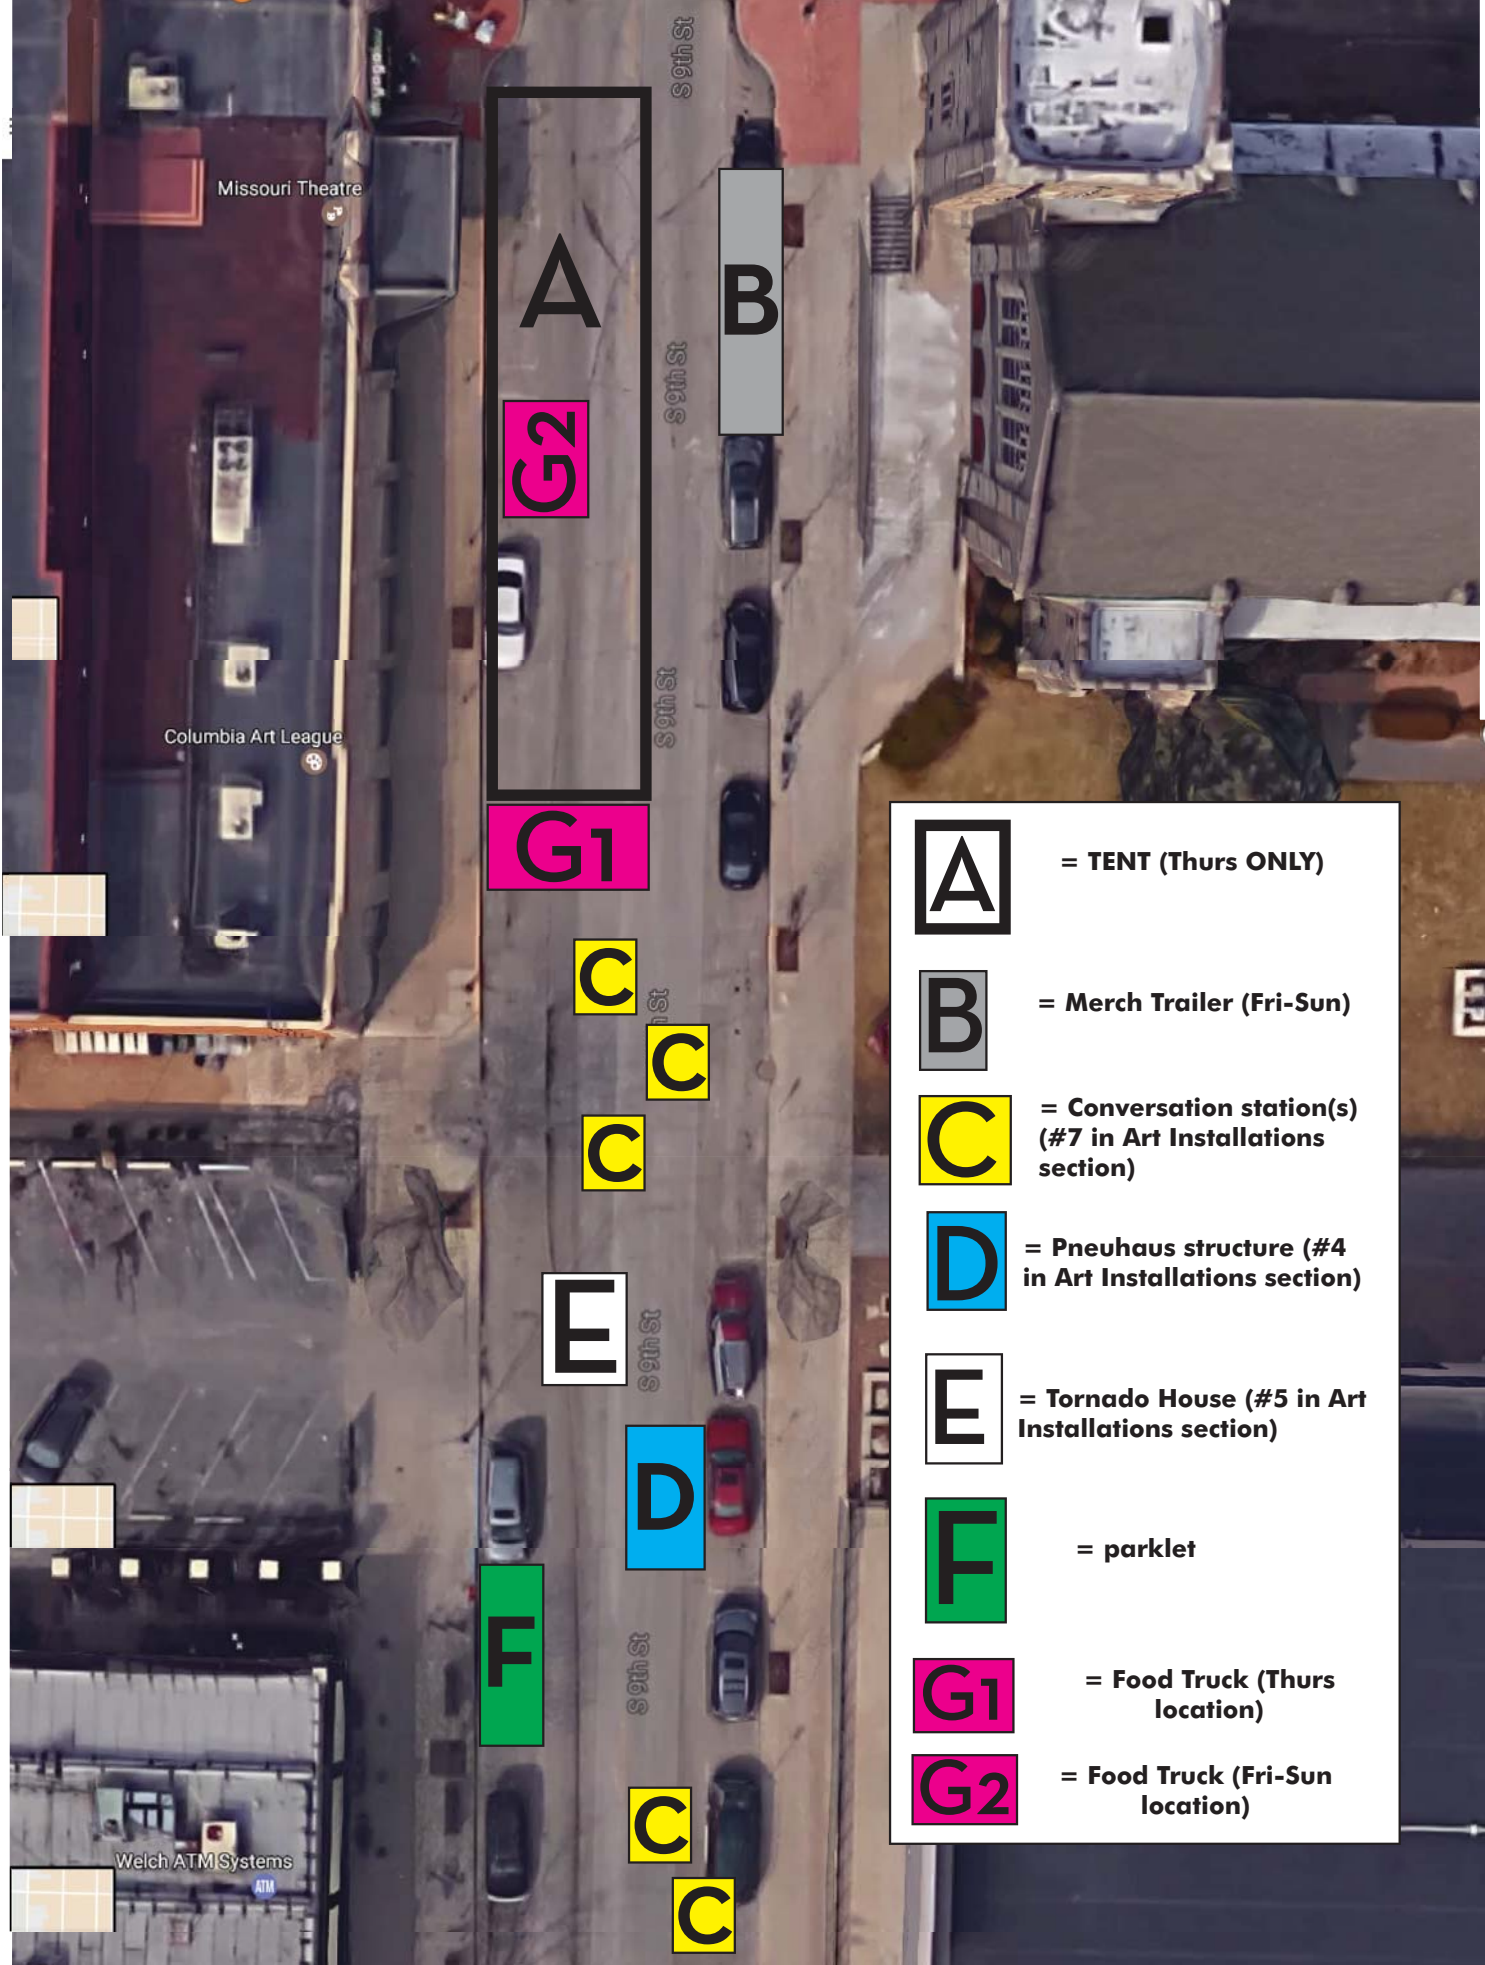 S 9th St
Missouri Theatre
A
B
S 9th St
G2
S 9th St
Columbia Art League
G1
A
= TENT (Thurs ONLY)
C
B
= Merch Trailer (Fri-Sun)
h St
C
C
= Conversation station(s)
(#7 in Art Installations
section)
C
D
= Pneuhaus structure (#4
in Art Installations section)
E
S 9th St
E
= Tornado House (#5 in Art
Installations section)
D
F
= parklet
F
S 9th St
G1
= Food Truck (Thurs
location)
G2
= Food Truck (Fri-Sun
location)
C
Welch ATM Systems
ATM
C